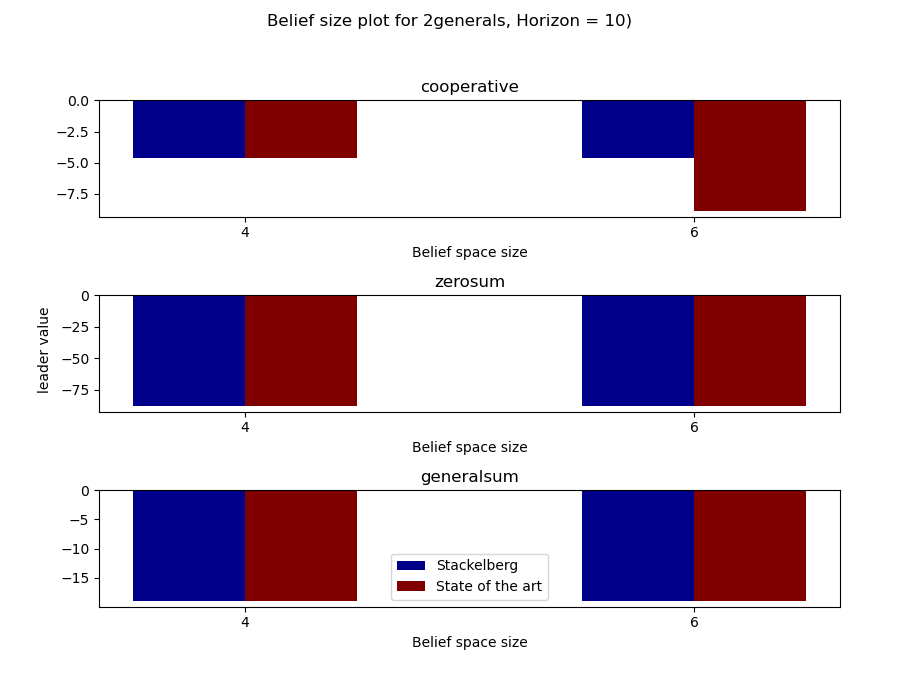 Belief size plot for 2generals, Horizon = 10)
cooperative
0.0
−2.5
−5.0
−7.5
4
6
Belief space size
zerosum
0
−25
−50
−75
leader value
4
6
Belief space size
generalsum
0
−5
−10
−15
Stackelberg
State of the art
4
6
Belief space size